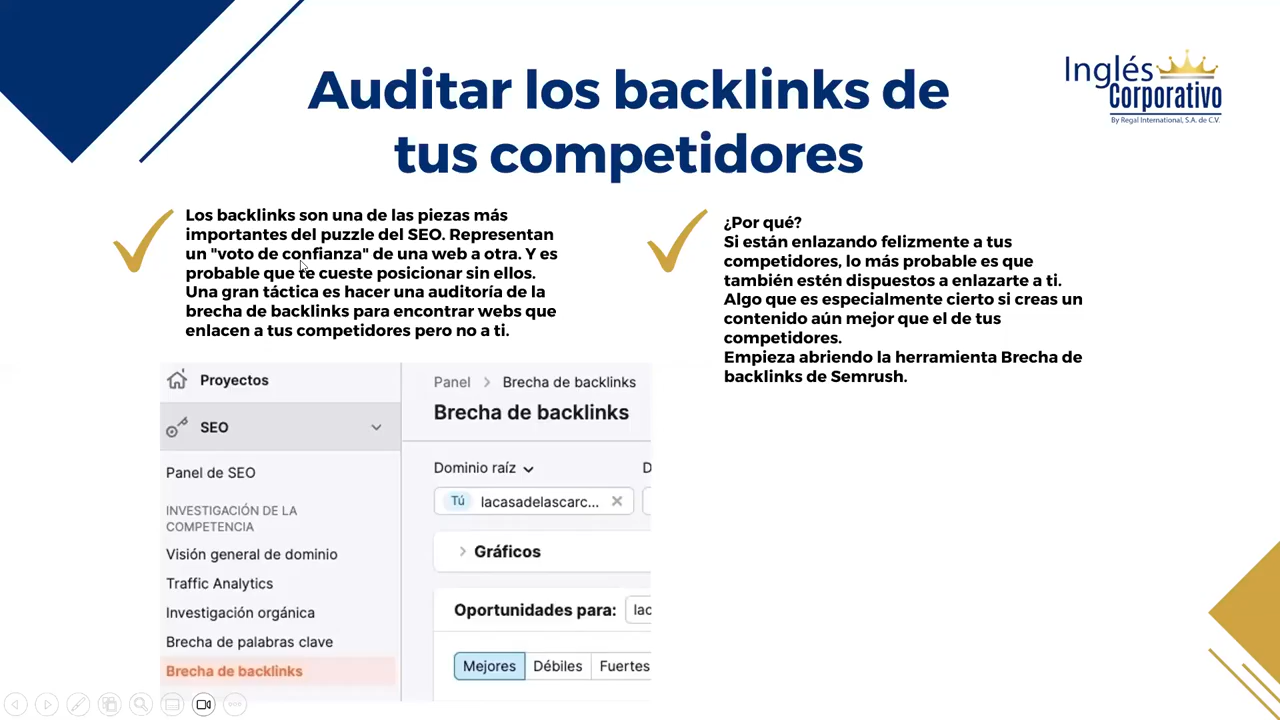 Auditar los backlinks de
tus competidores
Inglés
Corporativo
By Regal International, S.A. de C.V.
Los backlinks son una de las piezas más
importantes del puzzle del SEO. Representan
un "voto de confianza" de una web a otra. Y es
probable que te cueste posicionar sin ellos.
Una gran táctica es hacer una auditoría de la
brecha de backlinks para encontrar webs que
enlacen a tus competidores pero no a ti.
¿Por qué?
Si están enlazando felizmente a tus
competidores, lo más probable es que
también estén dispuestos a enlazarte a ti.
Algo que es especialmente cierto si creas un
contenido aún mejor que el de tus
competidores.
Empieza abriendo la herramienta Brecha de
backlinks de Semrush.
Proyectos
SEO
Panel de SEO
INVESTIGACIÓN DE LA
COMPETENCIA
Visión general de dominio
Traffic Analytics
Investigación orgánica
Brecha de palabras clave
Brecha de backlinks
Panel > Brecha de backlinks
Brecha de backlinks
Dominio raíz D
Tú lacasadelascarc... ×
Gráficos
Oportunidades para: lac
Mejores Débiles Fuertes